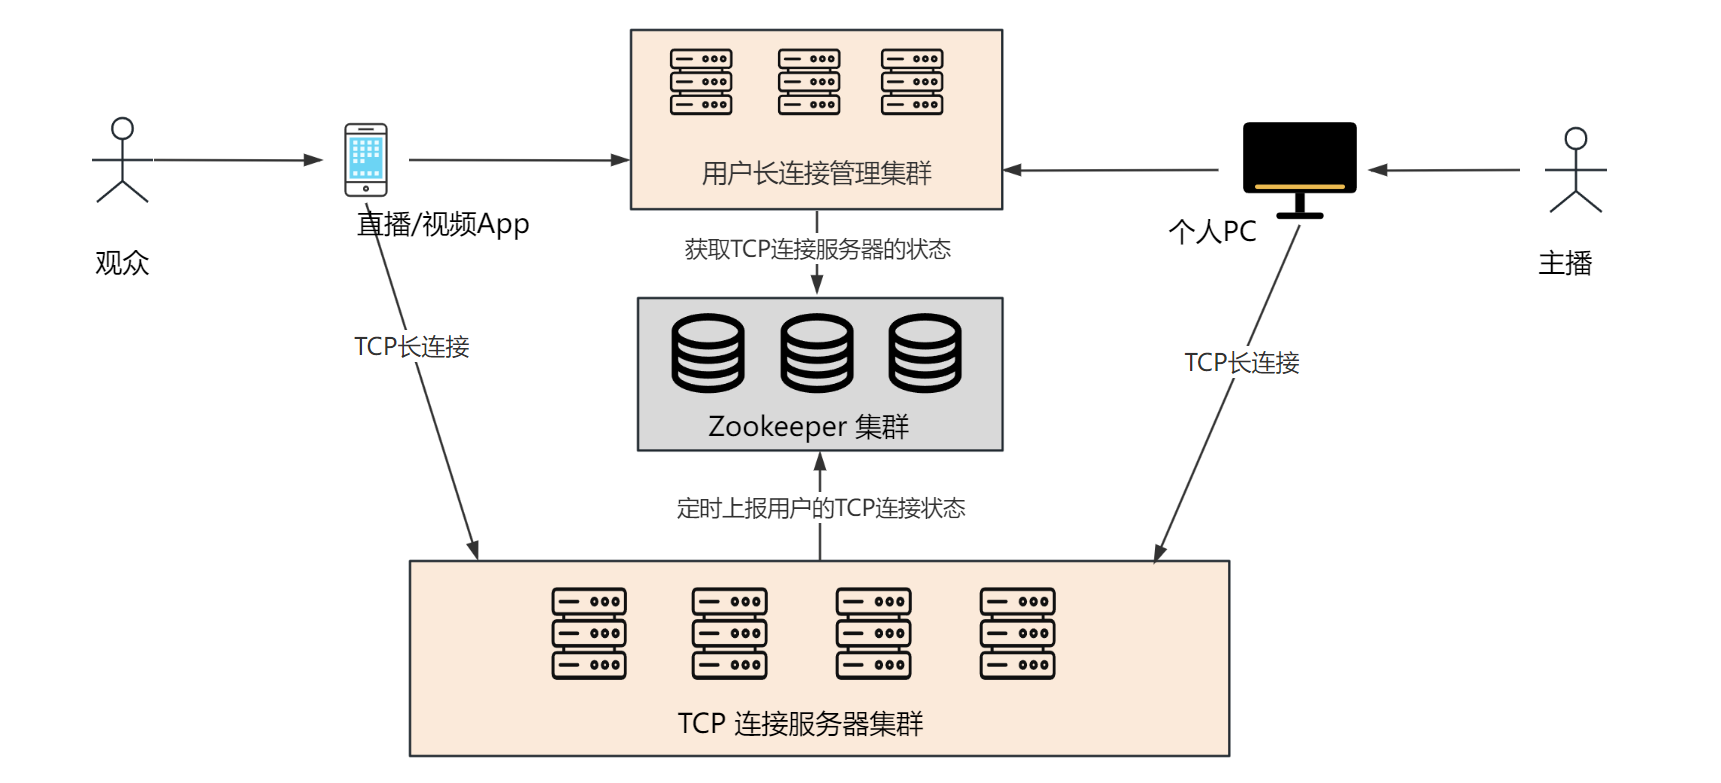 用户长连接管理集群
直播/视频App
个人PC
获取TCP连接服务器的状态
观众
主播
TCP长连接
TCP长连接
Zookeeper 集群
定时上报用户的TCP连接状态
TCP 连接服务器集群